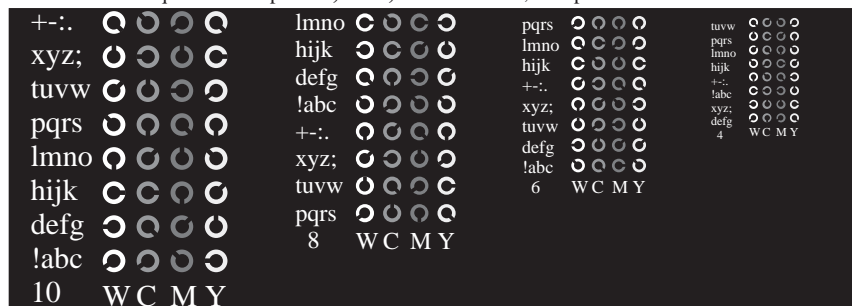 +-:.
xyz;
tuvw
pqrs
lmno
hijk
defg
!abc
10 W C M Y
lmno
hijk
defg
!abc
+-:.
xyz;
tuvw
pqrs
8 W C M Y
pqrs
lmno
hijk
+-:.
xyz;
tuvw
defg
!abc
6 W C M Y
tuvw
pqrs
lmno
hijk
+-:.
!abc
xyz;
defg
4 W C M Y